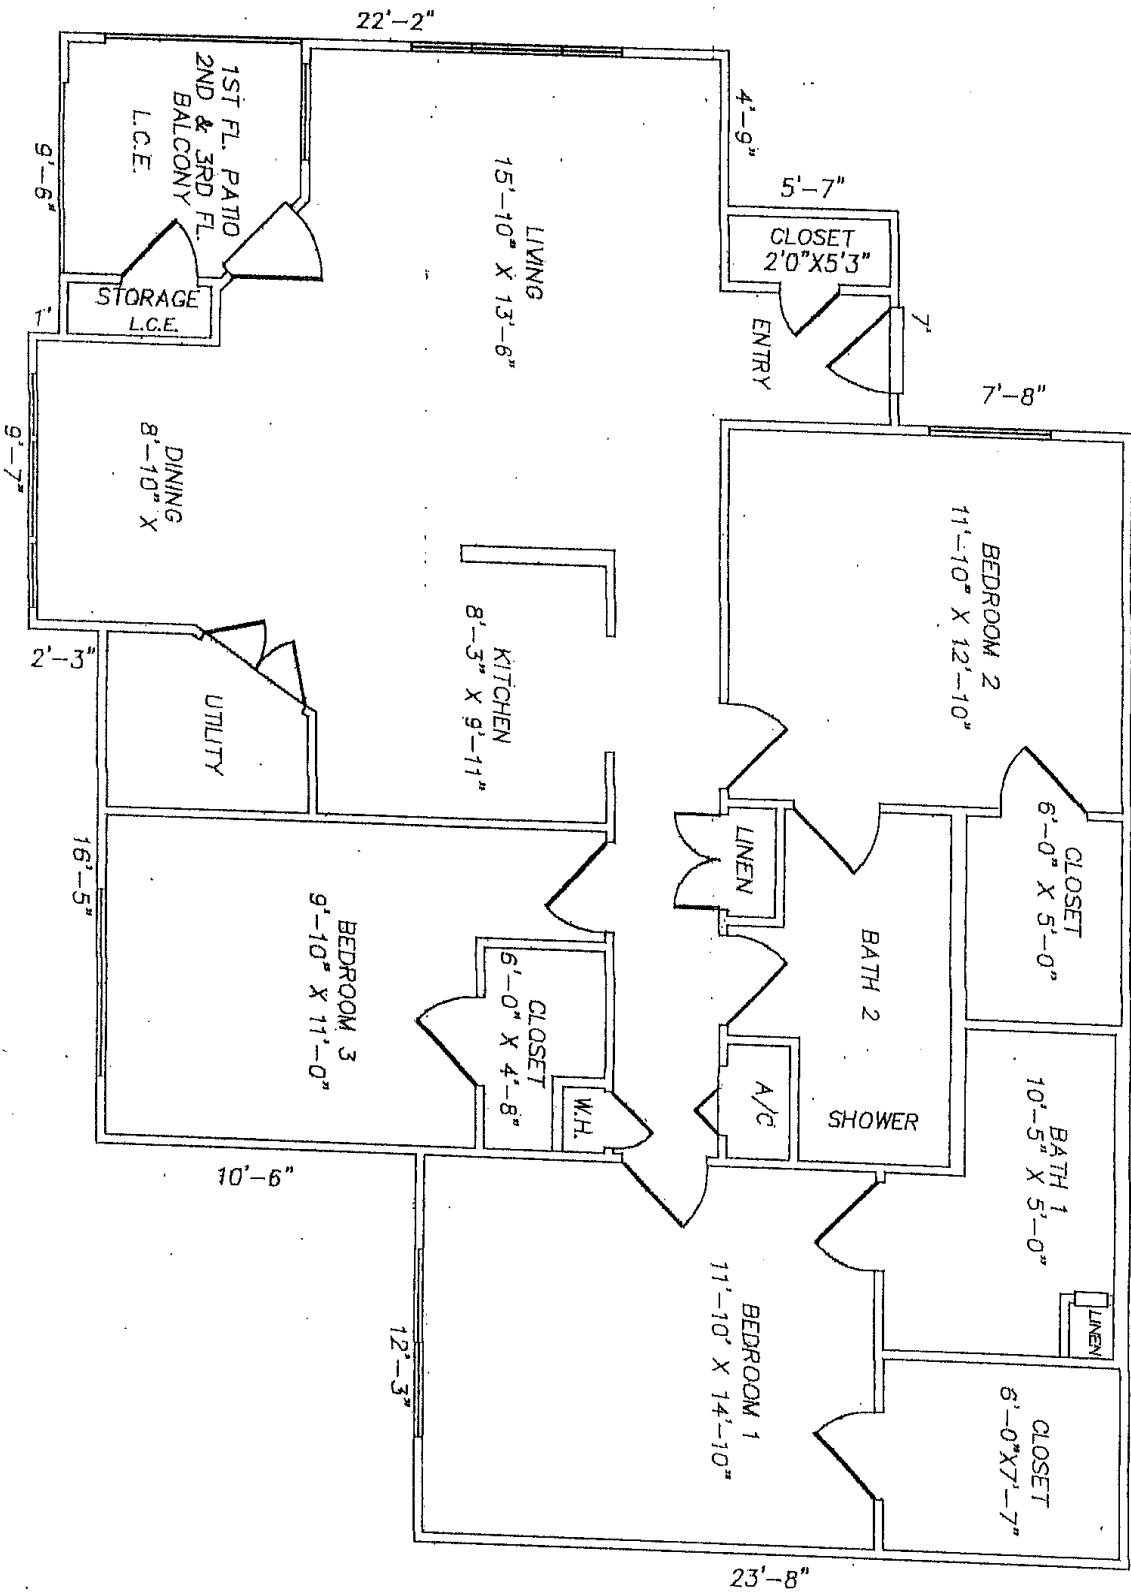 22'-2"
1ST FL. PATIO
2ND & 3RD FL.
BALCONY
L.C.E.
9'-6"
4'-9"
5'-7"
CLOSET
2'0"X5'3"
7'
ENTRY
LIVING
15'-10" X 13'-6"
STORAGE
L.C.E.
1'
7'-8"
DINING
8'-10" X
9'-7"
BEDROOM 2
11'-10" X 12'-10"
KITCHEN
8'-3" X 9'-11"
2'-3"
UTILITY
CLOSET
6'-0" X 5'-0"
LINEN
BATH 2
16'-5"
BEDROOM 3
9'-10" X 11'-0"
CLOSET
6'-0" X 4'-8"
W.H.
A/C
SHOWER
BATH 1
10'-5" X 5'-0"
LINEN
10'-6"
BEDROOM 1
11'-10' X 14'-10"
CLOSET
6'-0"X7'-7"
12'-3"
23'-8"